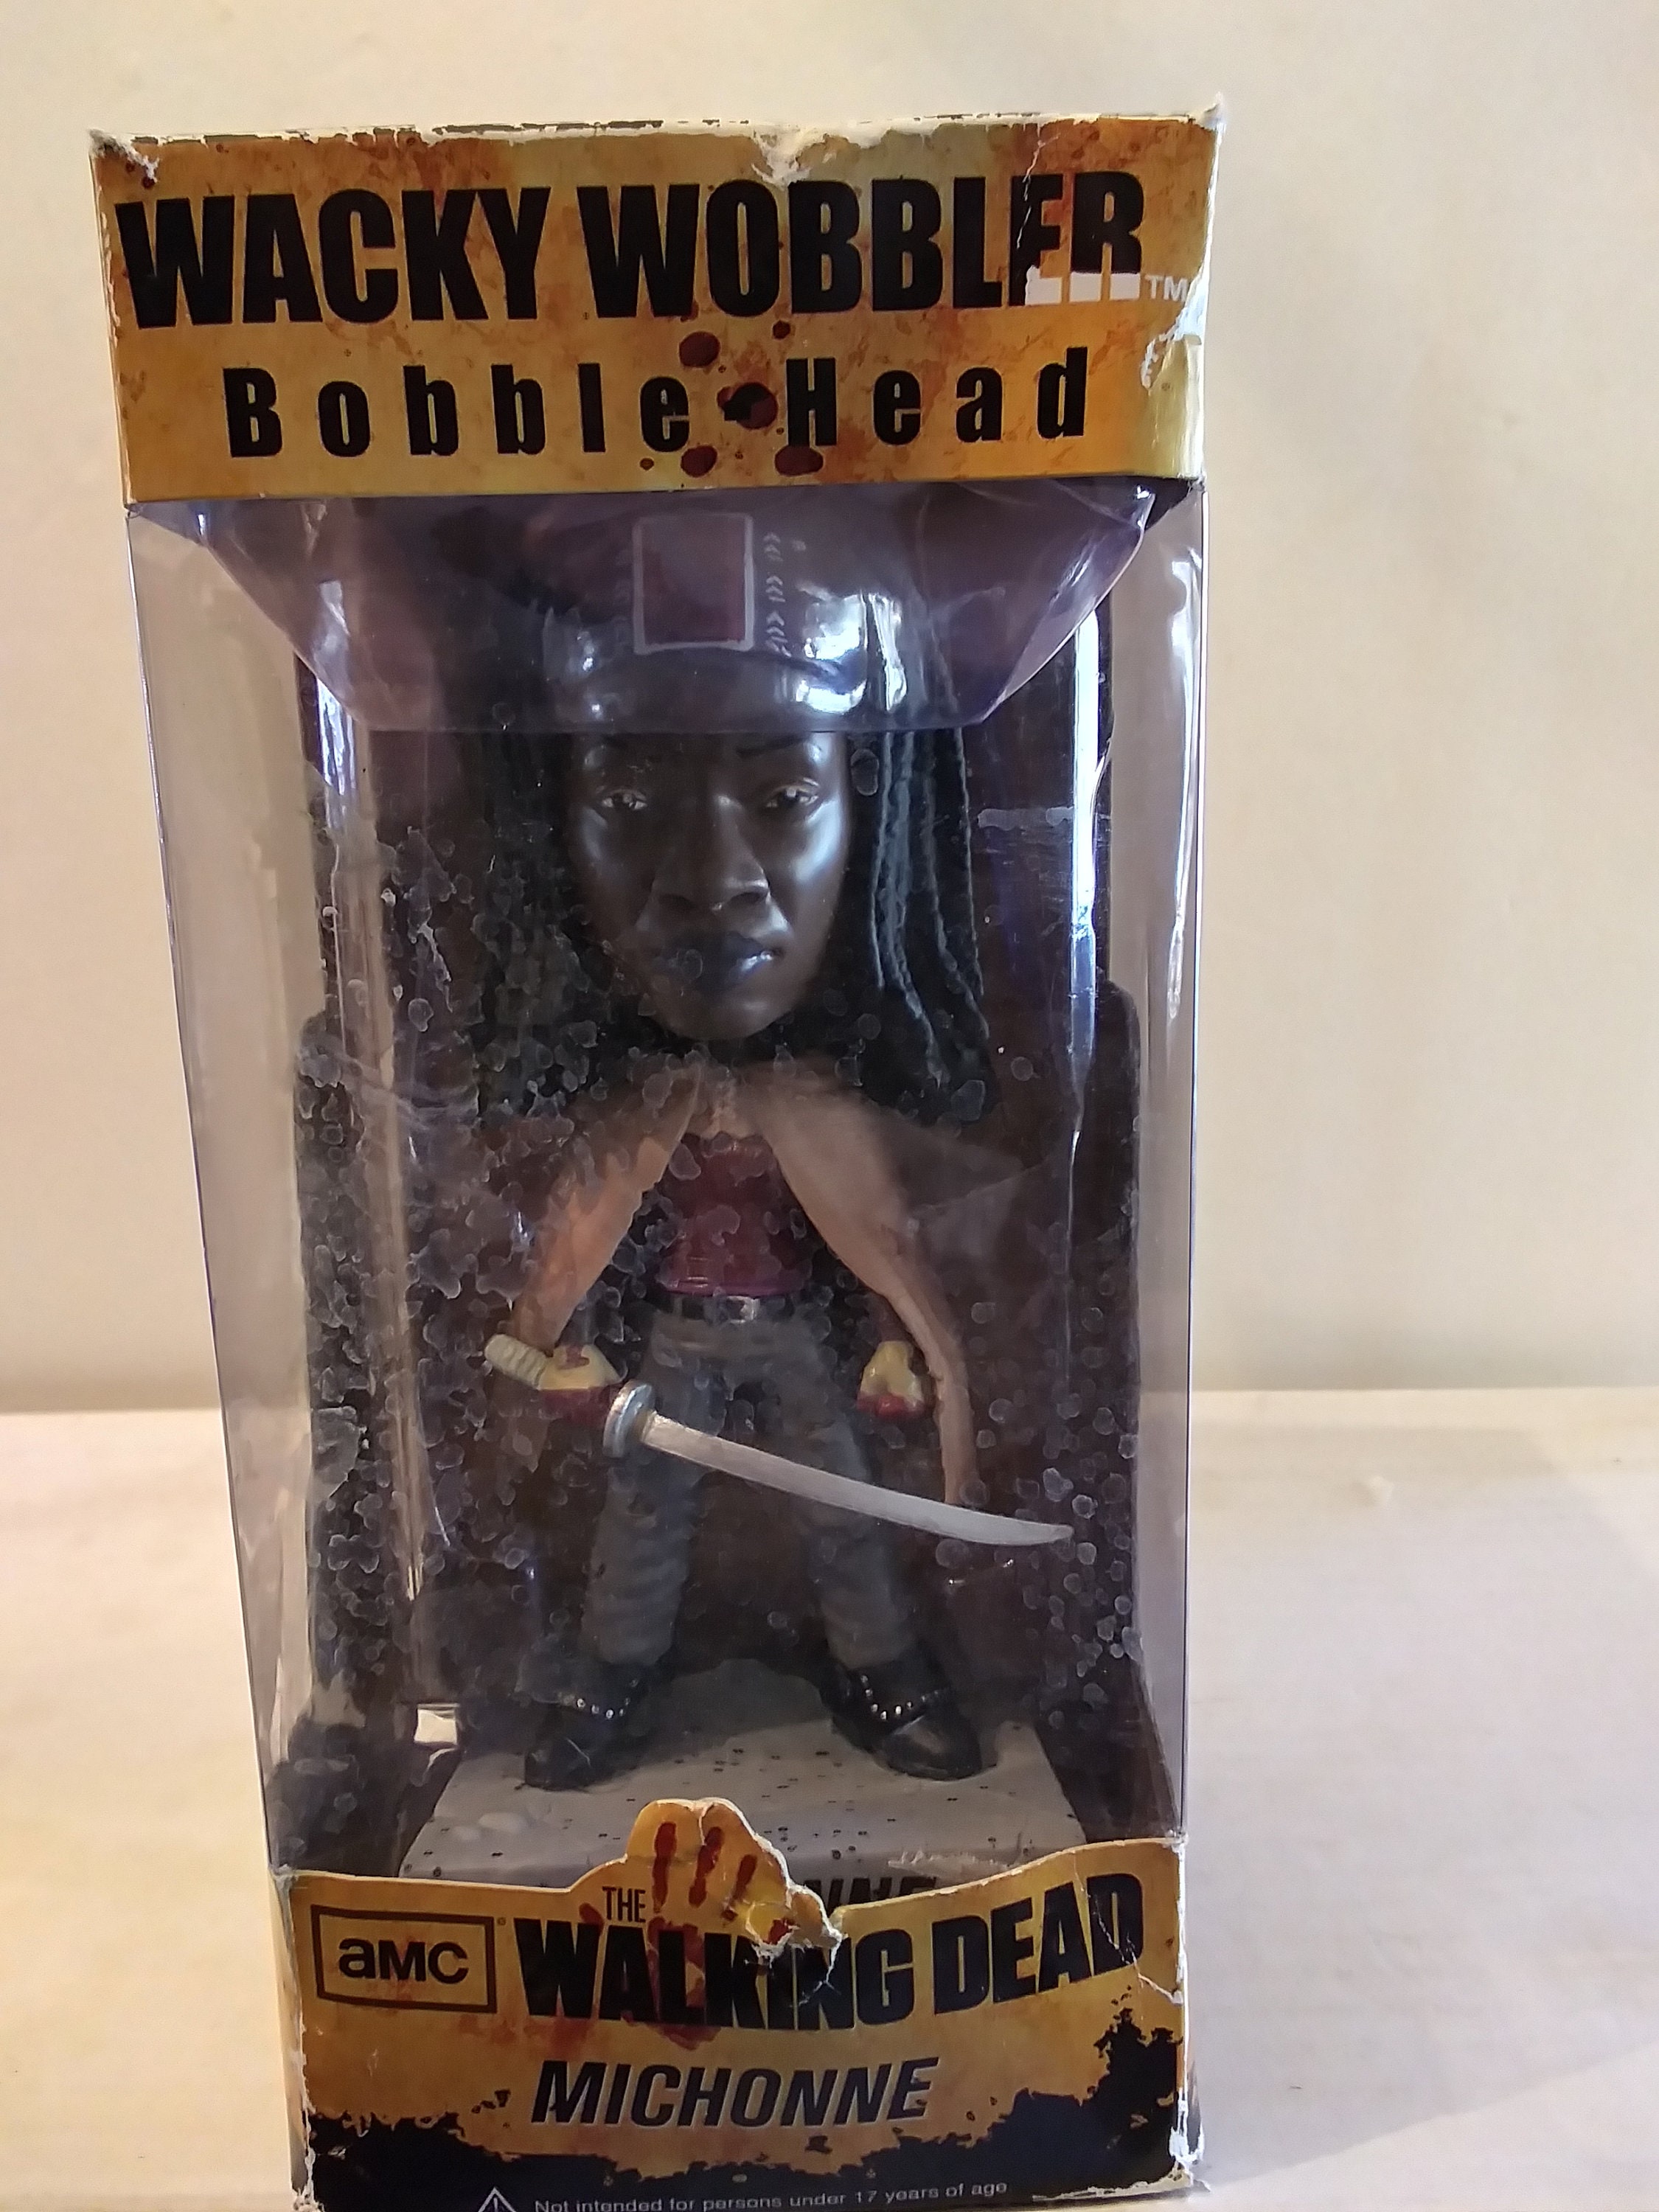 WACKY WOBBLER™
Bobble-Head
aMC
THE
WALKING DEAD
MICHONNE
Not intended for persons under 17 years of age